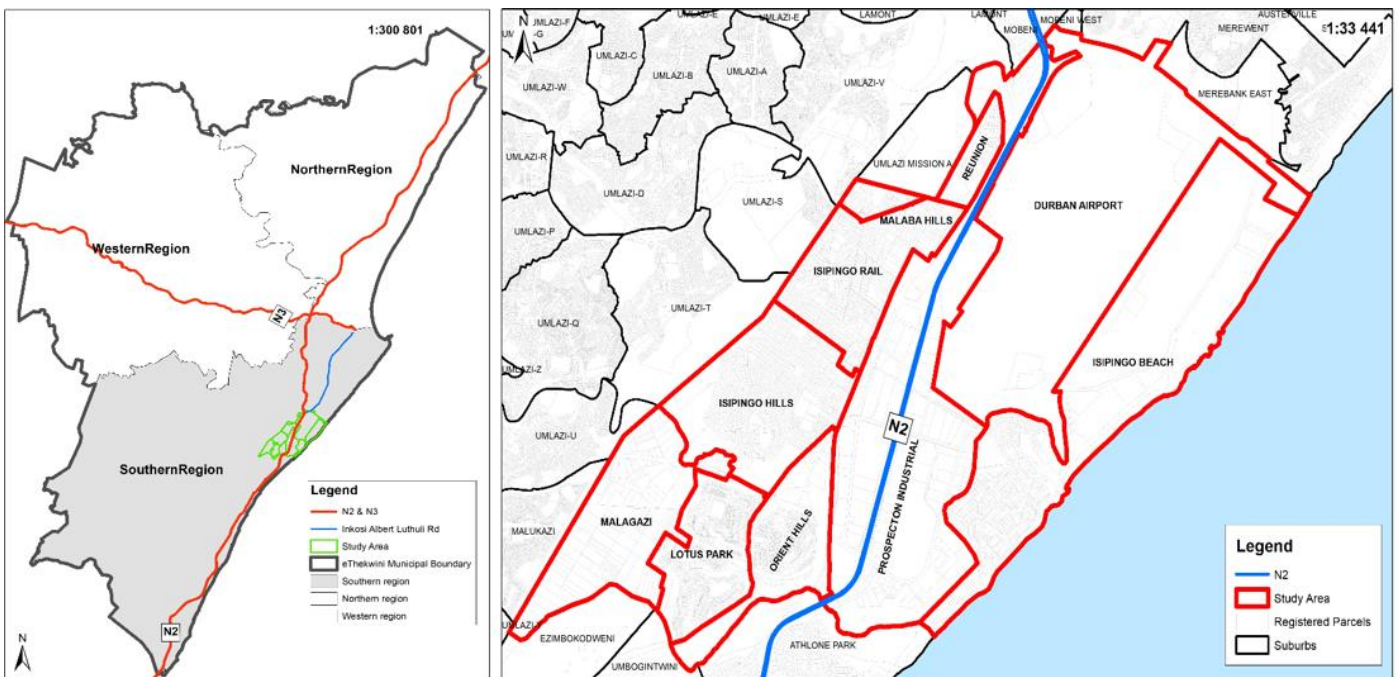 1:300 801
NorthernRegion
WesternRegion
N3
SouthernRegion
N2
Legend
N2 & N3
Inkosi Albert Luthuli Rd
Study Area
eThekwini Municipal Boundary
Southern region
Northern region
Western region
N
N
1:33 441
UMLAZI-E
UMLAZI-E
LAMONT
LAMONT
MOBENI WEST
AUSTERVILLE
MEREWENT
MOBENI
UMLAZI-C
UMLAZI-B
UMLAZI-A
UMLAZI-V
UMLAZI-W
MEREBANK EAST
UMLAZI-R
UMLAZI MISSION A
REUNION
UMLAZI-D
UMLAZI-S
DURBAN AIRPORT
MALABA HILLS
UMLAZI-P
ISIPINGO RAIL
UMLAZI-T
UMLAZI-Q
ISIPINGO BEACH
UMLAZI-Z
ISIPINGO HILLS
N2
UMLAZI-U
PROSPECTON INDUSTRIAL
MALAGAZI
MALUKAZI
ORIENT HILLS
LOTUS PARK
EZIMBOKODWENI
ATHLONE PARK
UMBOGINTWINI
Legend
N2
Study Area
Registered Parcels
Suburbs